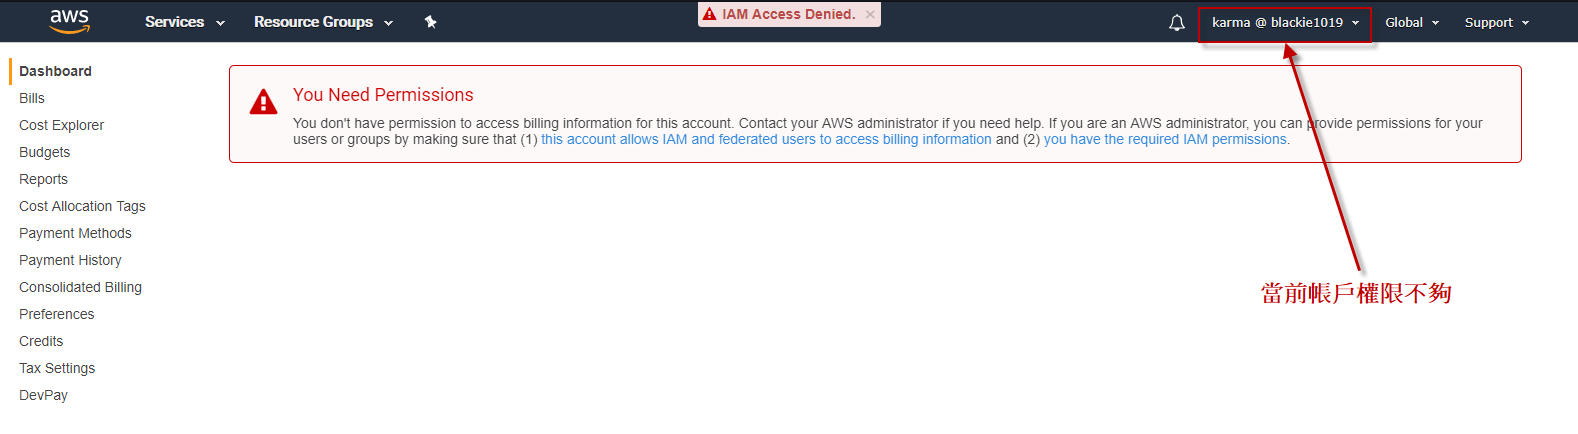 aws
Services
Resource Groups
IAM Access Denied.
karma @ blackie1019
Global
Support
Dashboard
Bills
Cost Explorer
Budgets
Reports
Cost Allocation Tags
Payment Methods
Payment History
Consolidated Billing
Preferences
Credits
Tax Settings
DevPay
You Need Permissions
You don't have permission to access billing information for this account. Contact your AWS administrator if you need help. If you are an AWS administrator, you can provide permissions for your
users or groups by making sure that (1) this account allows IAM and federated users to access billing information and (2) you have the required IAM permissions.
當前帳戶權限不夠